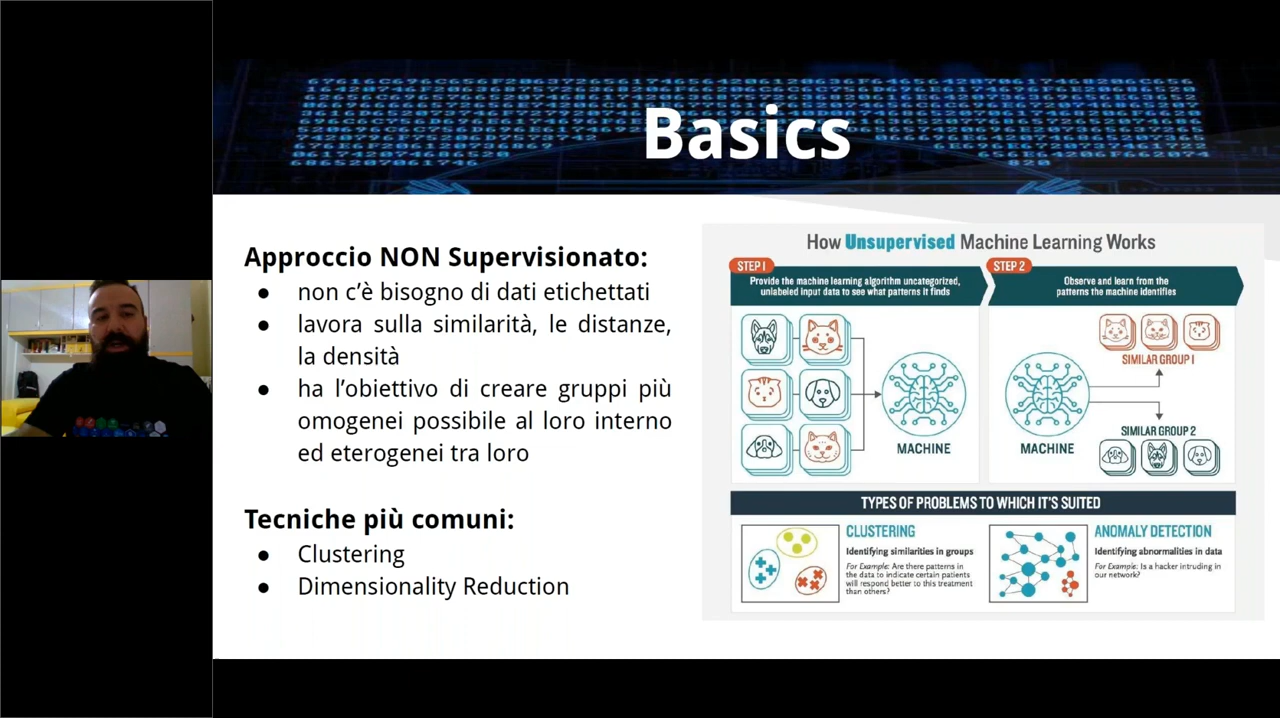 Basics
Approccio NON Supervisionato:
● non c’è bisogno di dati etichettati
● lavora sulla similarità, le distanze,
la densità
● ha l’obiettivo di creare gruppi più
omogenei possibile al loro interno
ed eterogenei tra loro
Tecniche più comuni:
● Clustering
● Dimensionality Reduction
How Unsupervised Machine Learning Works
STEP 1
Provide the machine learning algorithm uncategorized,
unlabeled input data to see what patterns it finds
MACHINE
STEP 2
Observe and learn from the
patterns the machine identifies
SIMILAR GROUP 1
MACHINE
SIMILAR GROUP 2
TYPES OF PROBLEMS TO WHICH IT'S SUITED
CLUSTERING
Identifying similarities in groups
For Example: Are there patterns in
the data to indicate certain patients
will respond better to this treatment
than others?
ANOMALY DETECTION
Identifying abnormalities in data
For Example: Is a hacker intruding in
our network?